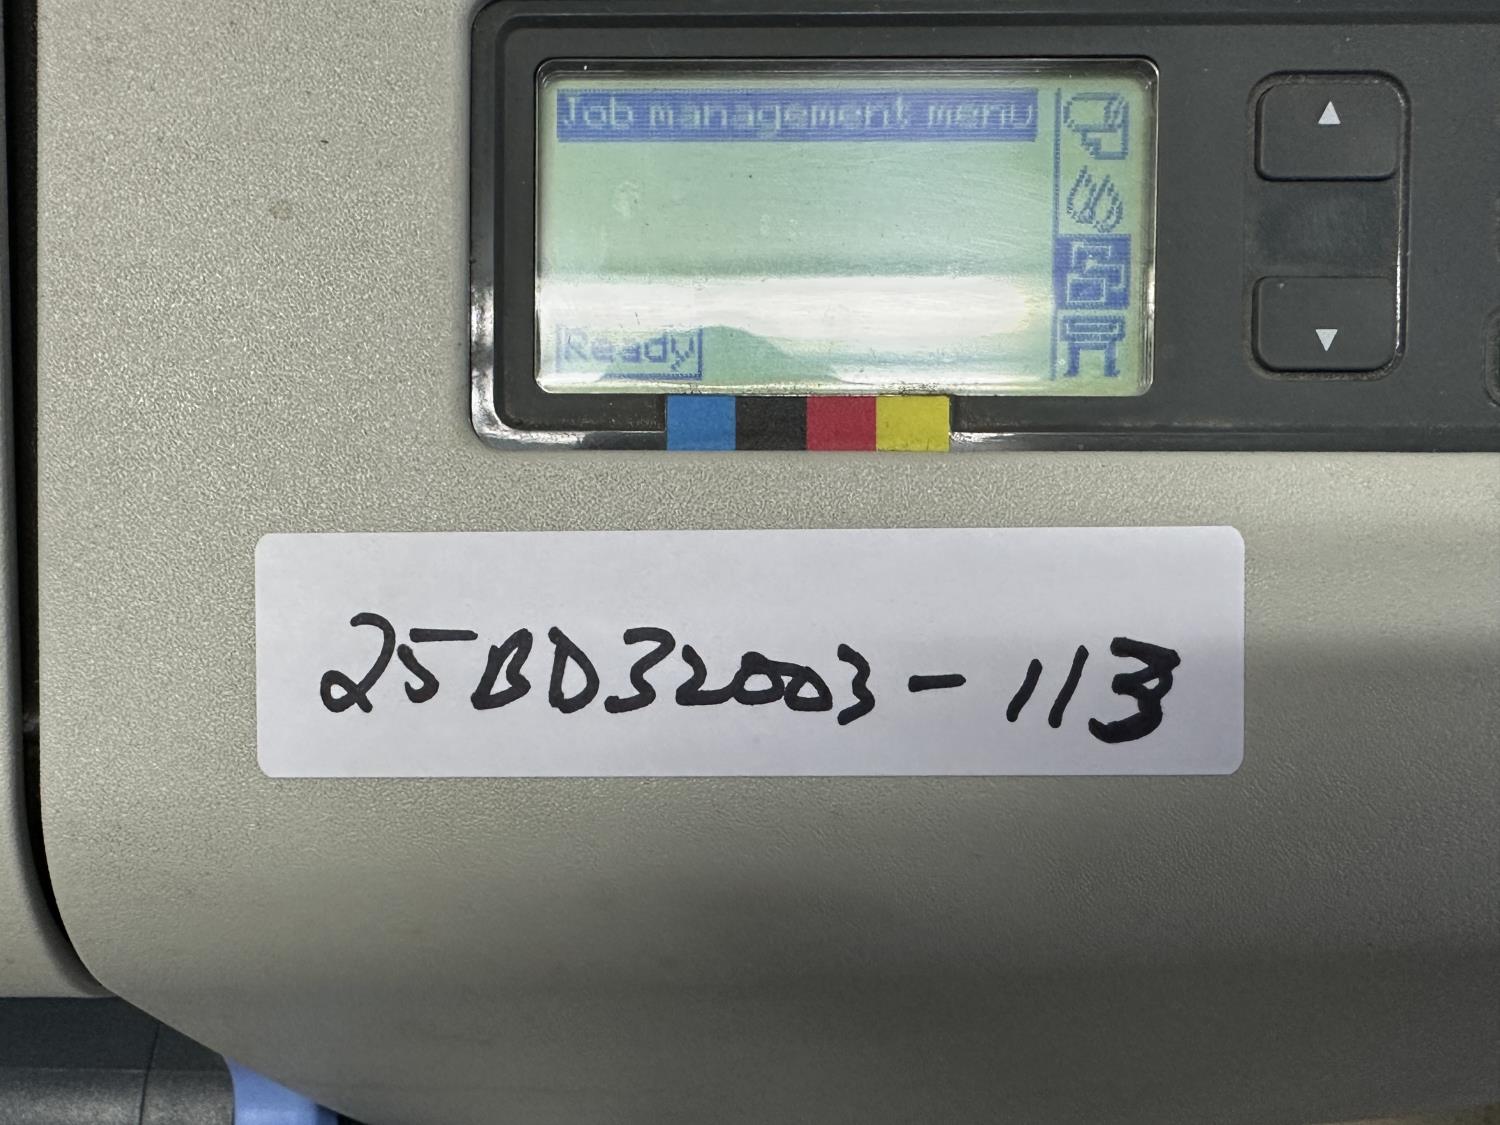 Job management menu
Ready
25BD32003-113